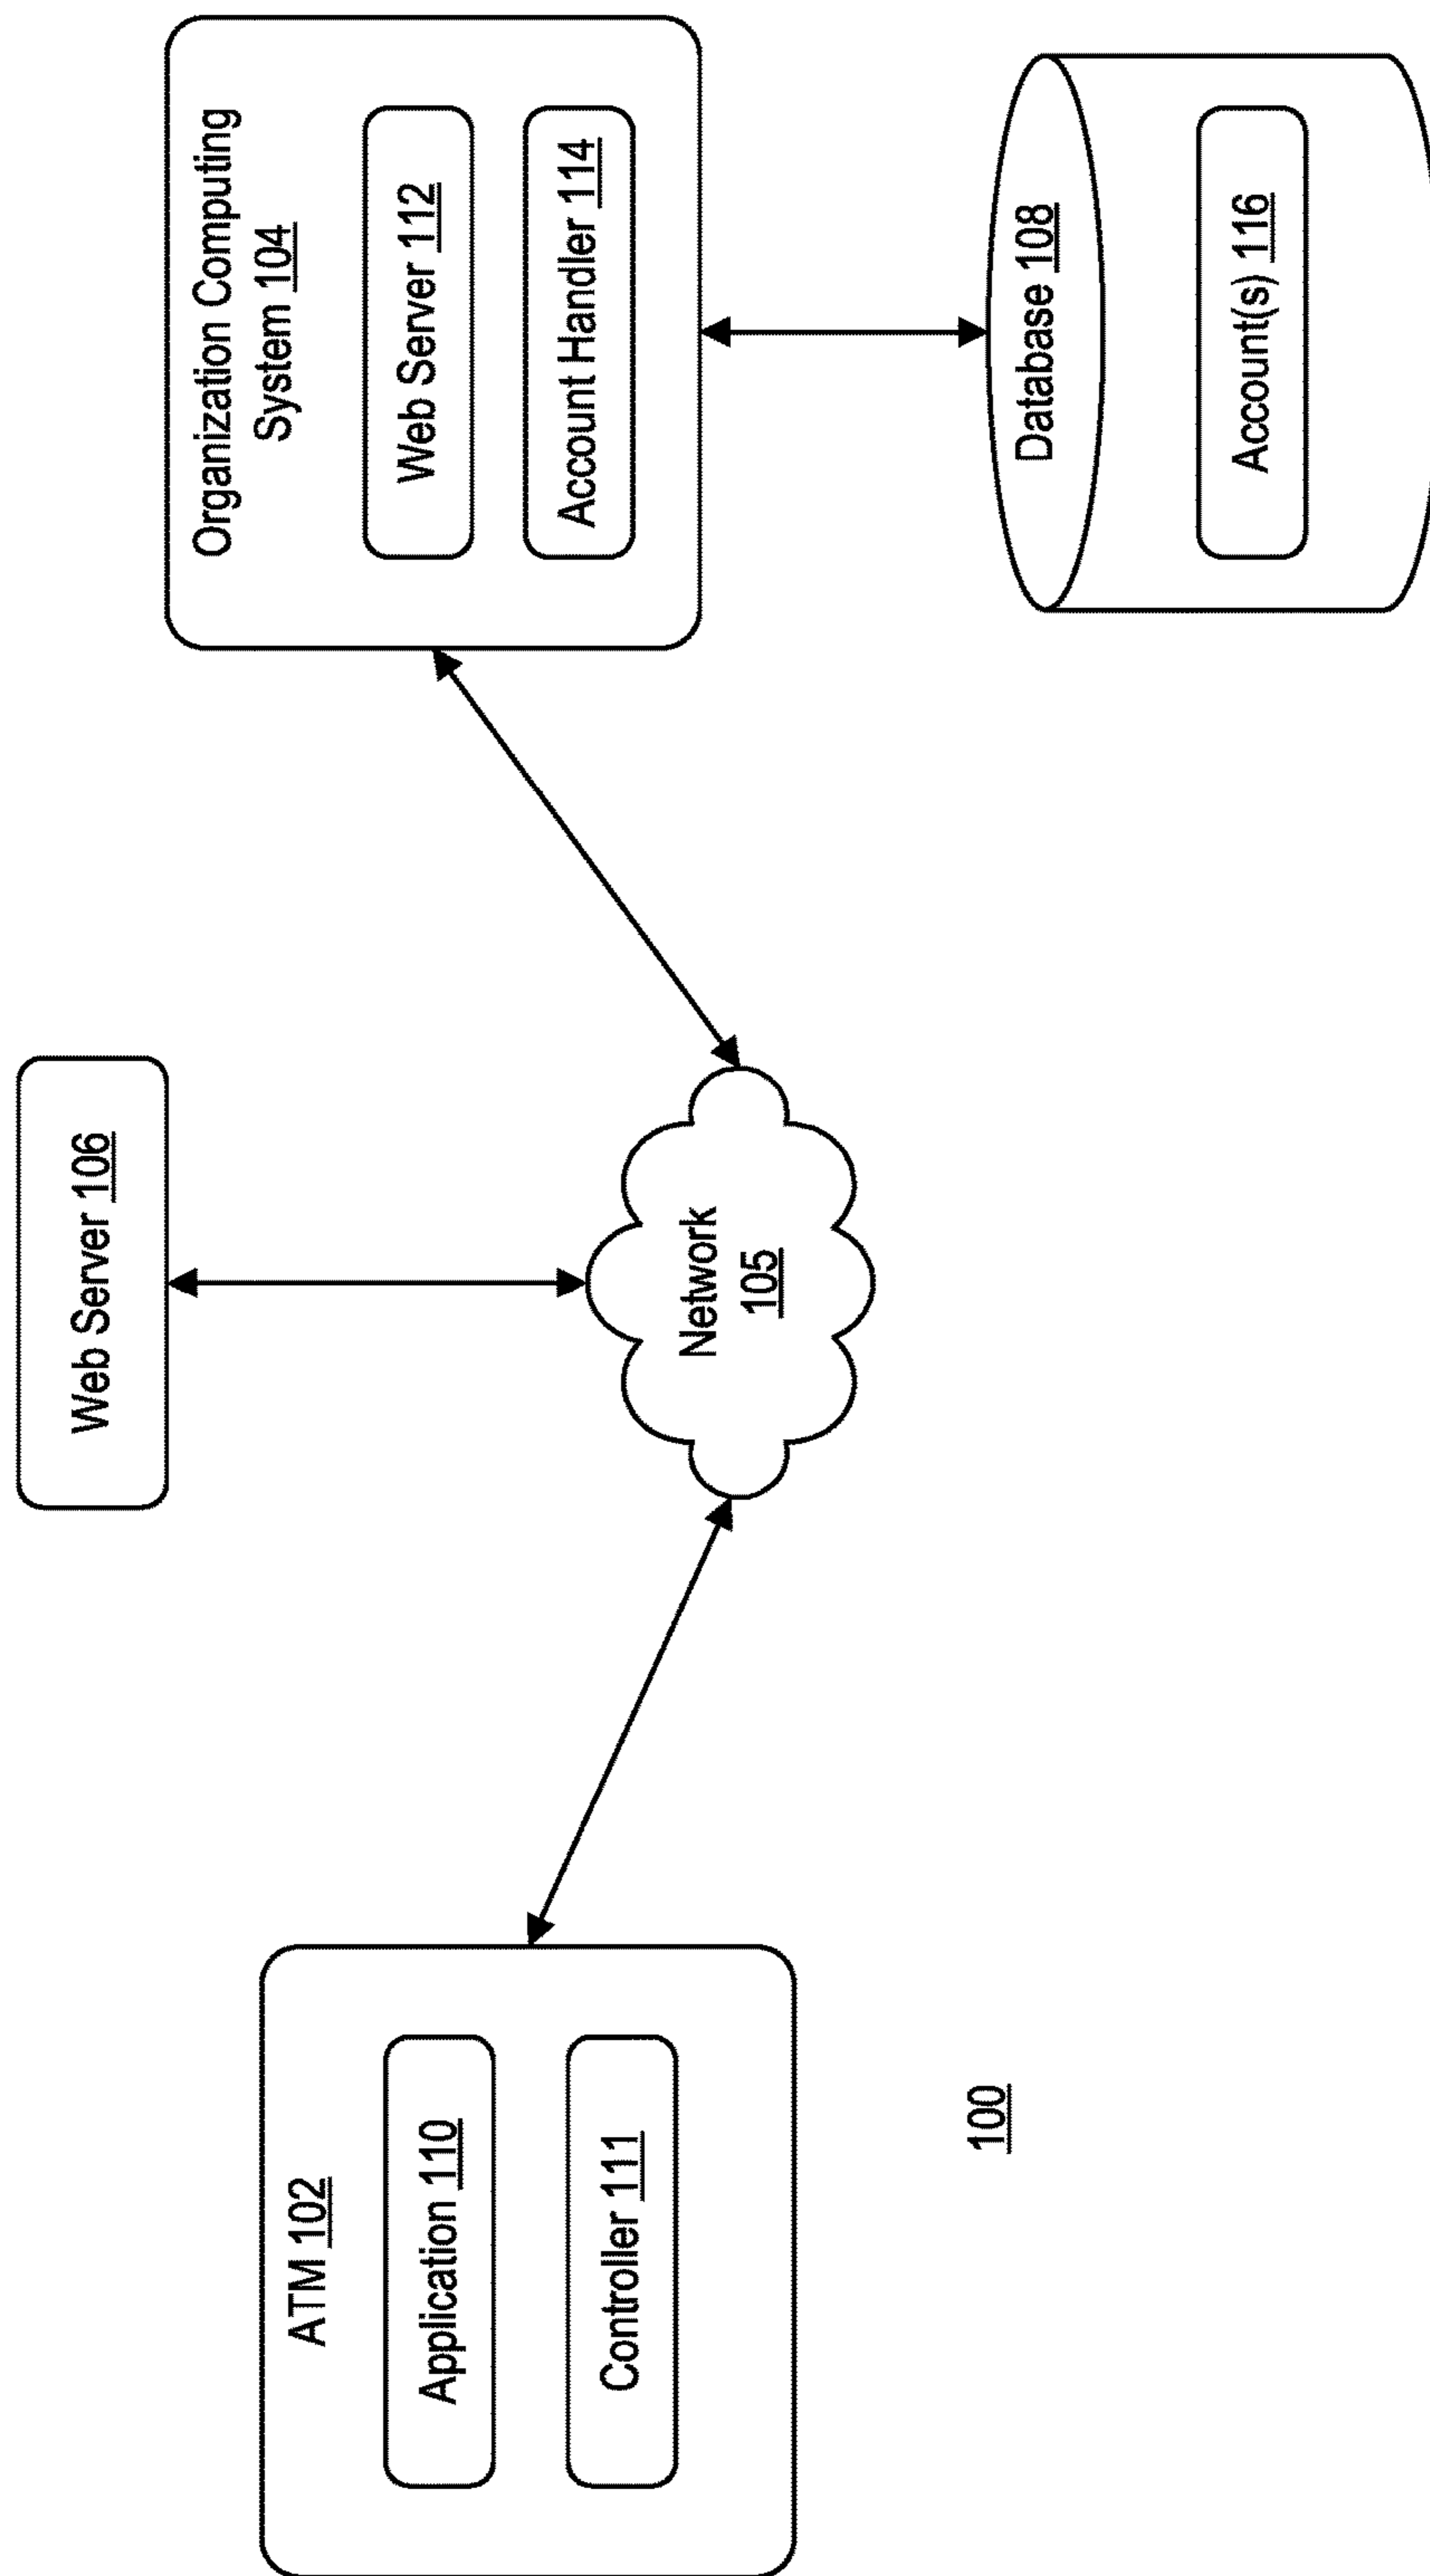 Web Server 106
Organization Computing
System 104
Web Server 112
Account Handler 114
ATM 102
Application 110
Controller 111
Network
105
Database 108
Account(s) 116
100